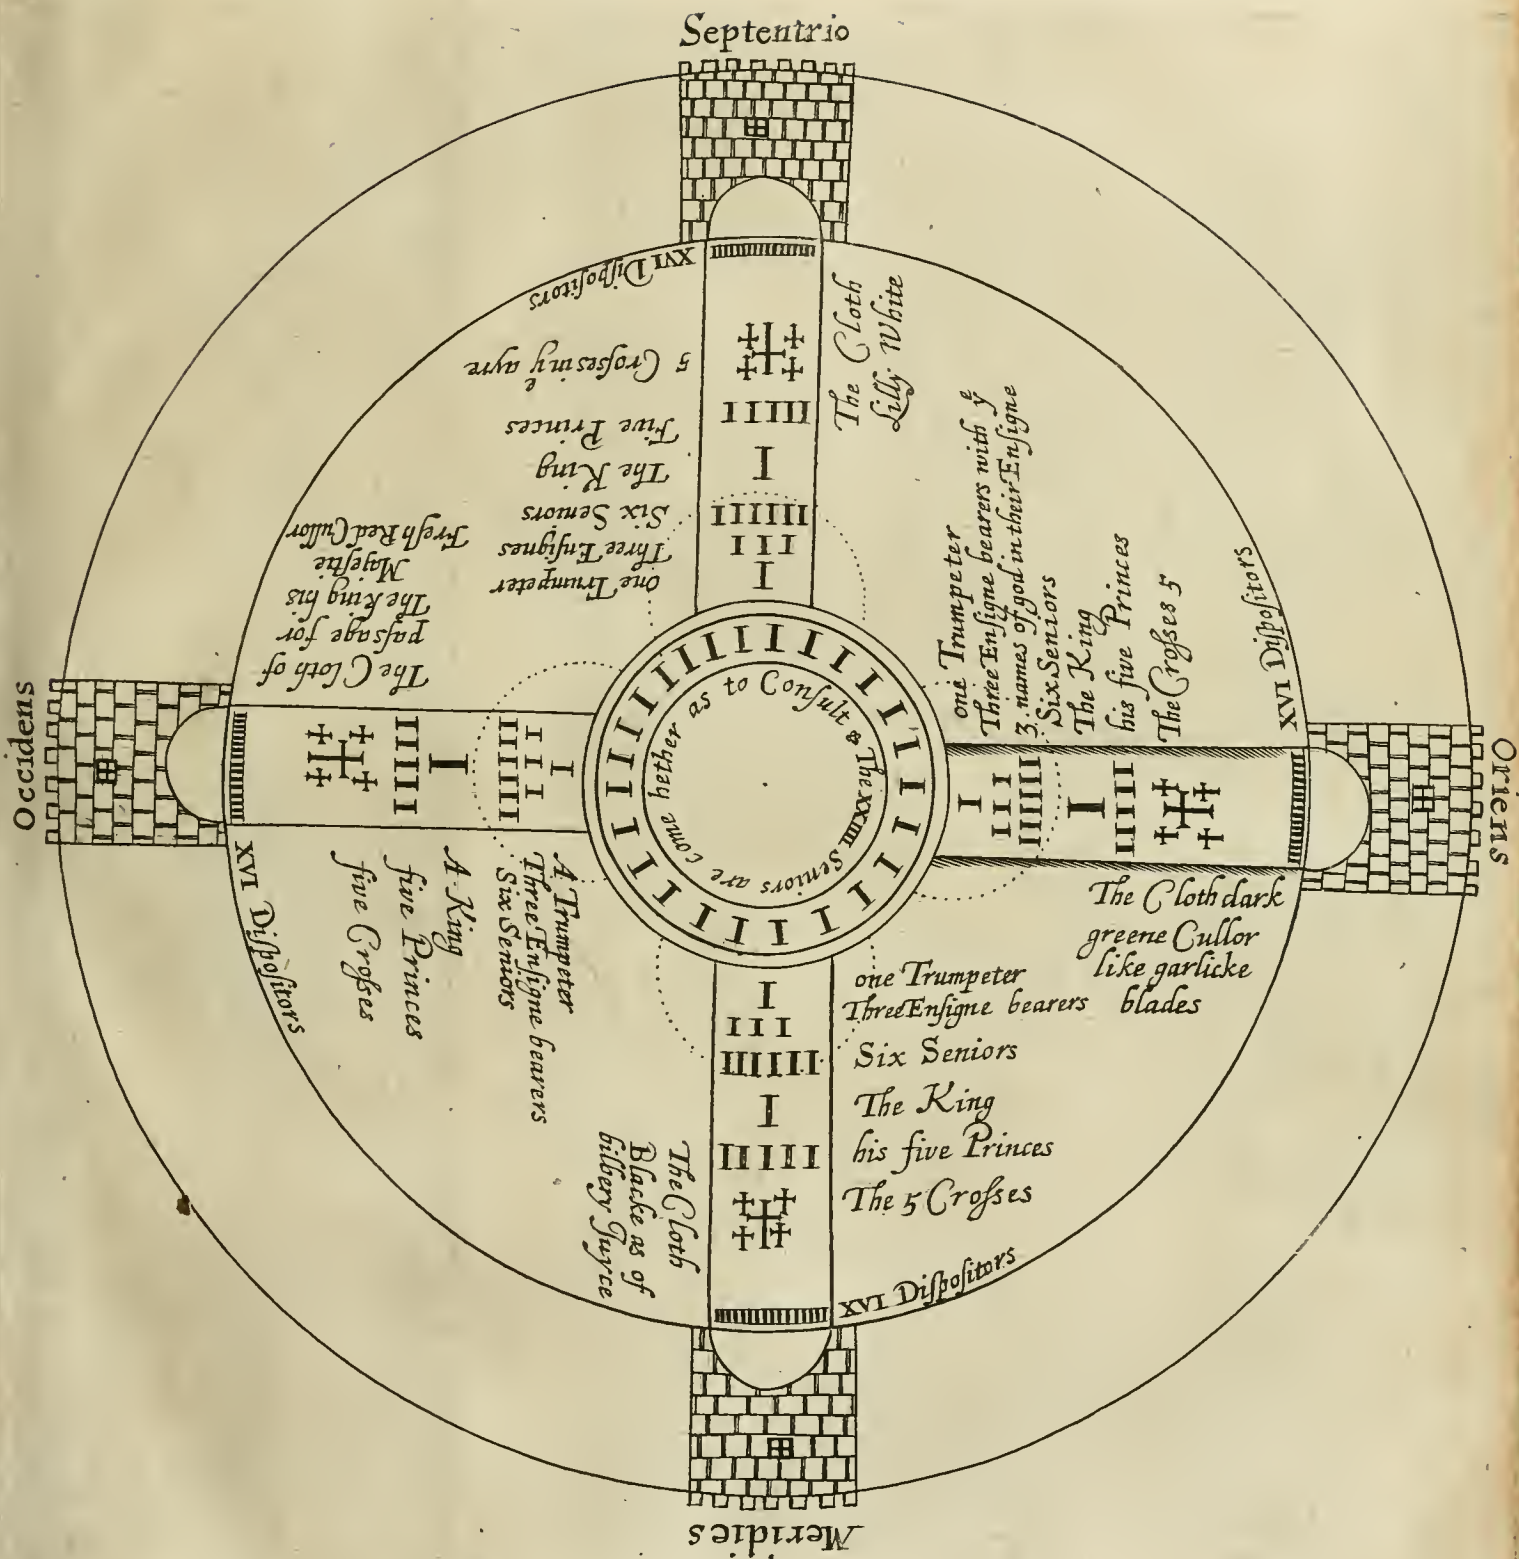 Septentrio
XVI Diſpoſitors
5 Croſses in yͤ ayre
Five Princes
The King
Six Seniors
Three Enſignes
One Trumpeter
The Cloth
Lilly White
one Trumpeter
Three Enſigne bearers with yͤ
3. names of god in their Enſigne
Six Seniors
The King
his five Princes
The Croſses 5
XVI Diſpoſitors
Oriens
The Cloth dark
greene Cullor
like garlicke
blades
one Trumpeter
Three Enſigne bearers
Six Seniors
The King
his five Princes
The 5 Croſses
XVI Diſpoſitors
Meridies
The Cloth
Blacke as of
bilbery Juyce
A Trumpeter
Three Enſigne bearers
Six Seniors
A King
five Princes
five Croſses
XVI Diſpoſitors
Occidens
The Cloth of
paſsage for
The King his
Majeſtie
Freſh Red Cullor
The XXIIII Seniors are come hether as to Conſult &